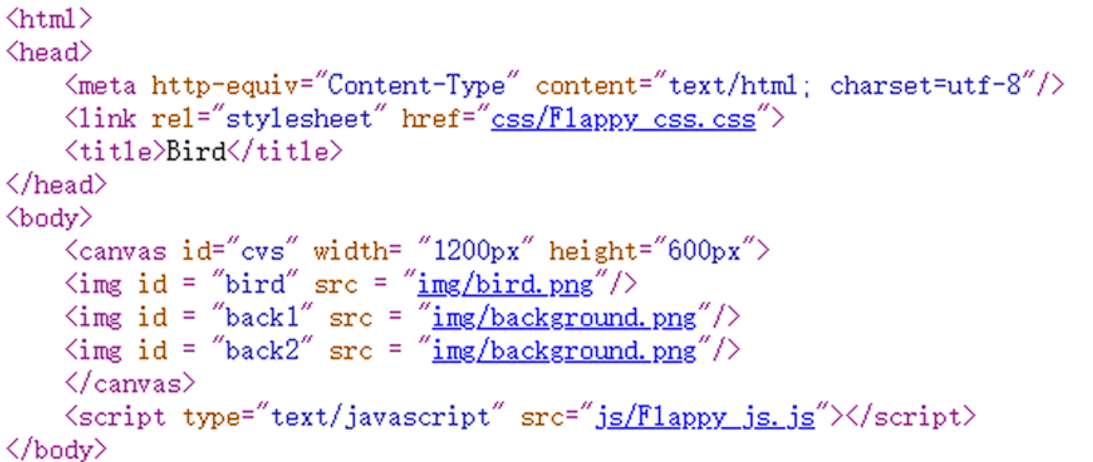 <html>
<head>
<meta http-equiv="Content-Type" content="text/html; charset=utf-8"/>
<link rel="stylesheet" href="css/Flappy_css.css">
<title>Bird</title>
</head>
<body>
<canvas id="cvs" width= "1200px" height="600px">
<img id = "bird" src = "img/bird.png"/>
<img id = "back1" src = "img/background.png"/>
<img id = "back2" src = "img/background.png"/>
</canvas>
<script type="text/javascript" src="js/Flappy_js.js"></script>
</body>